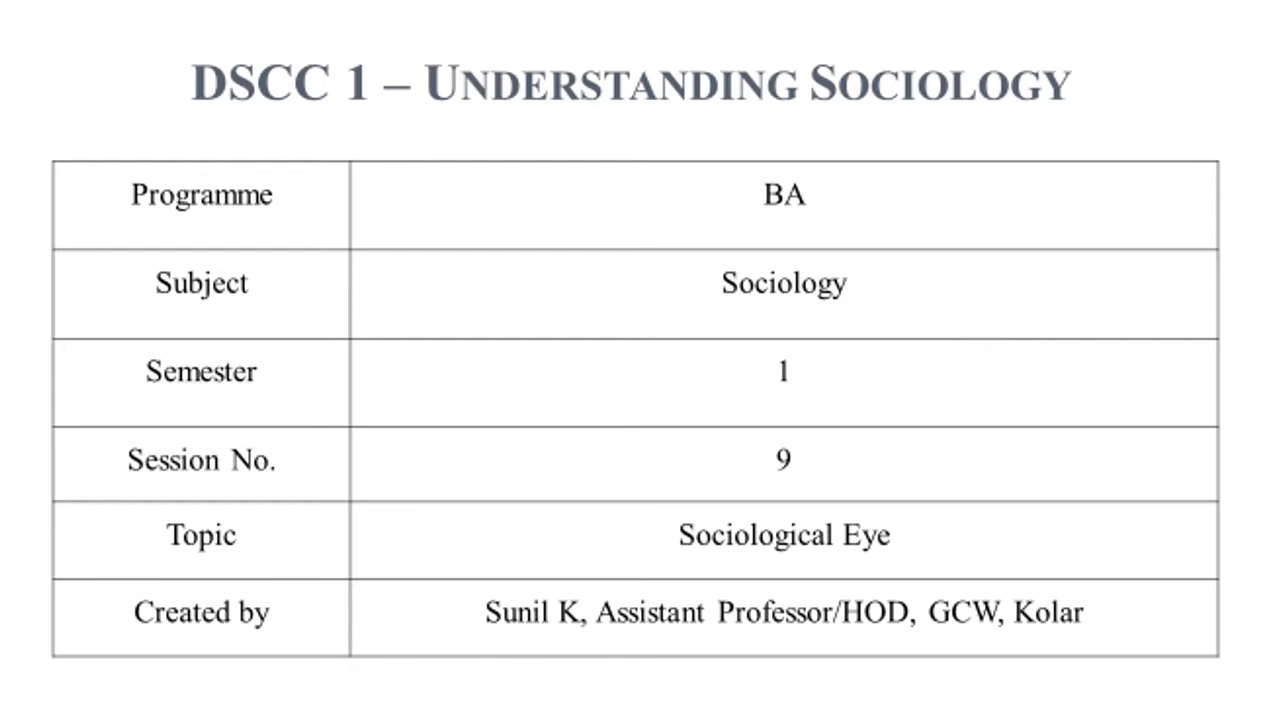 DSCC 1 – UNDERSTANDING SOCIOLOGY
Programme BA
Subject Sociology
Semester 1
Session No. 9
Topic Sociological Eye
Created by Sunil K, Assistant Professor/HOD, GCW, Kolar